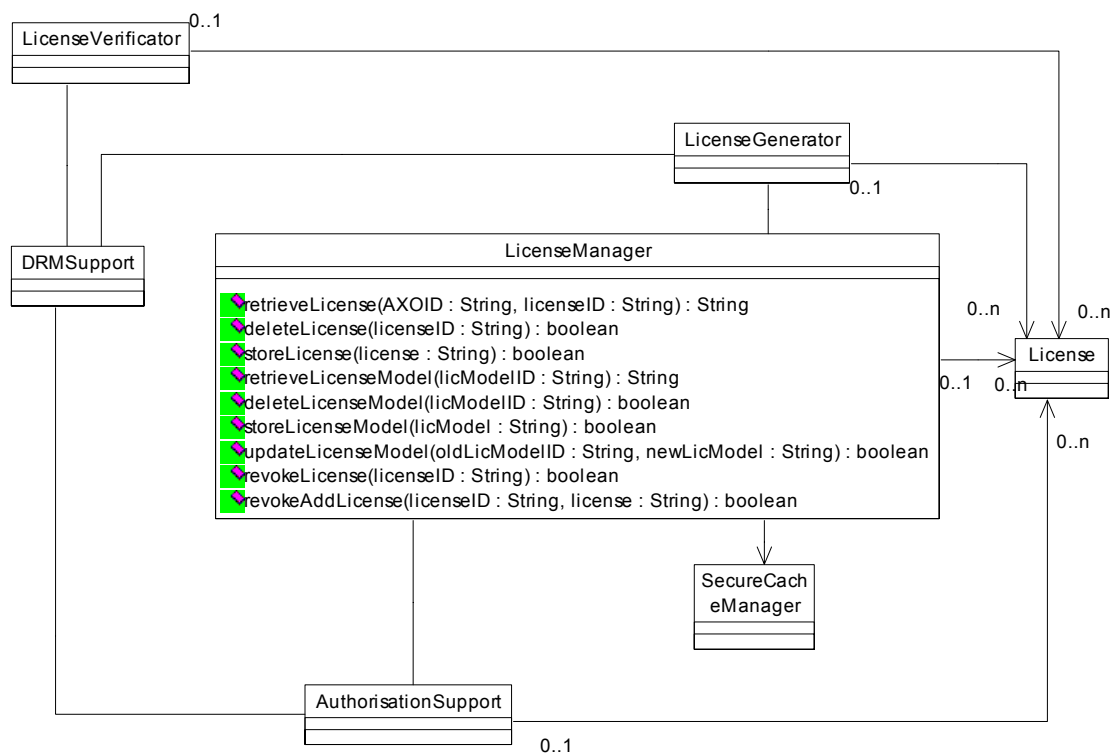 0..1
LicenseVerificator
LicenseGenerator
0..1
DRMSupport
LicenseManager
retrieveLicense(AXOID : String, licenseID : String) : String
deleteLicense(licenseID : String) : boolean
storeLicense(license : String) : boolean
retrieveLicenseModel(licModelID : String) : String
deleteLicenseModel(licModelID : String) : boolean
storeLicenseModel(licModel : String) : boolean
updateLicenseModel(oldLicModelID : String, newLicModel : String) : boolean
revokeLicense(licenseID : String) : boolean
revokeAddLicense(licenseID : String, license : String) : boolean
0..n
0..n
License
0..1
0..n
0..n
SecureCach
eManager
AuthorisationSupport
0..1